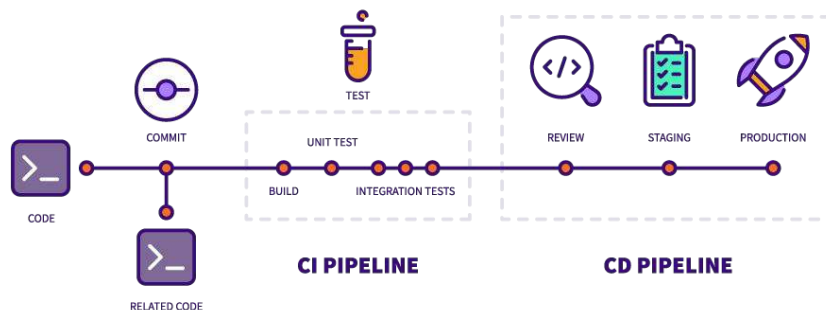 TEST
COMMIT
UNIT TEST
REVIEW
STAGING
PRODUCTION
BUILD
INTEGRATION TESTS
CODE
CI PIPELINE
CD PIPELINE
RELATED CODE